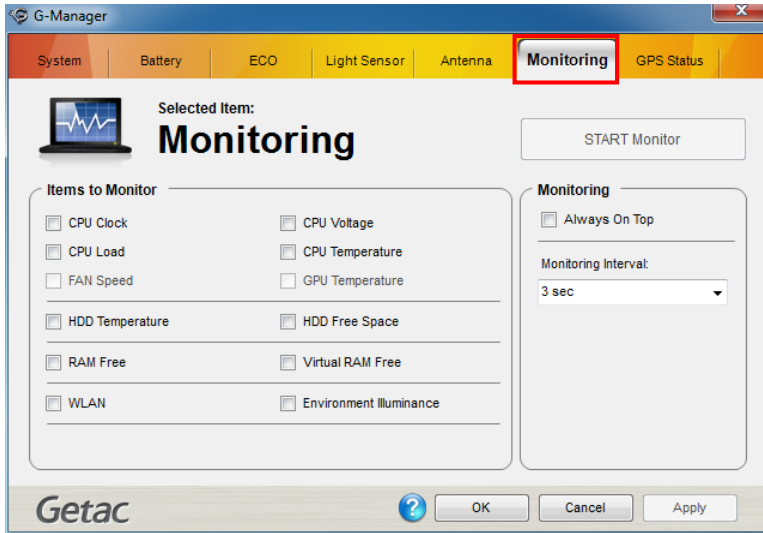 G-Manager
System Battery ECO Light Sensor Antenna Monitoring GPS Status
Selected Item:
Monitoring
START Monitor
Items to Monitor
CPU Clock CPU Voltage
CPU Load CPU Temperature
FAN Speed GPU Temperature
HDD Temperature HDD Free Space
RAM Free Virtual RAM Free
WLAN Environment Illuminance
Monitoring
Always On Top
Monitoring Interval:
3 sec
Getac
? OK Cancel Apply